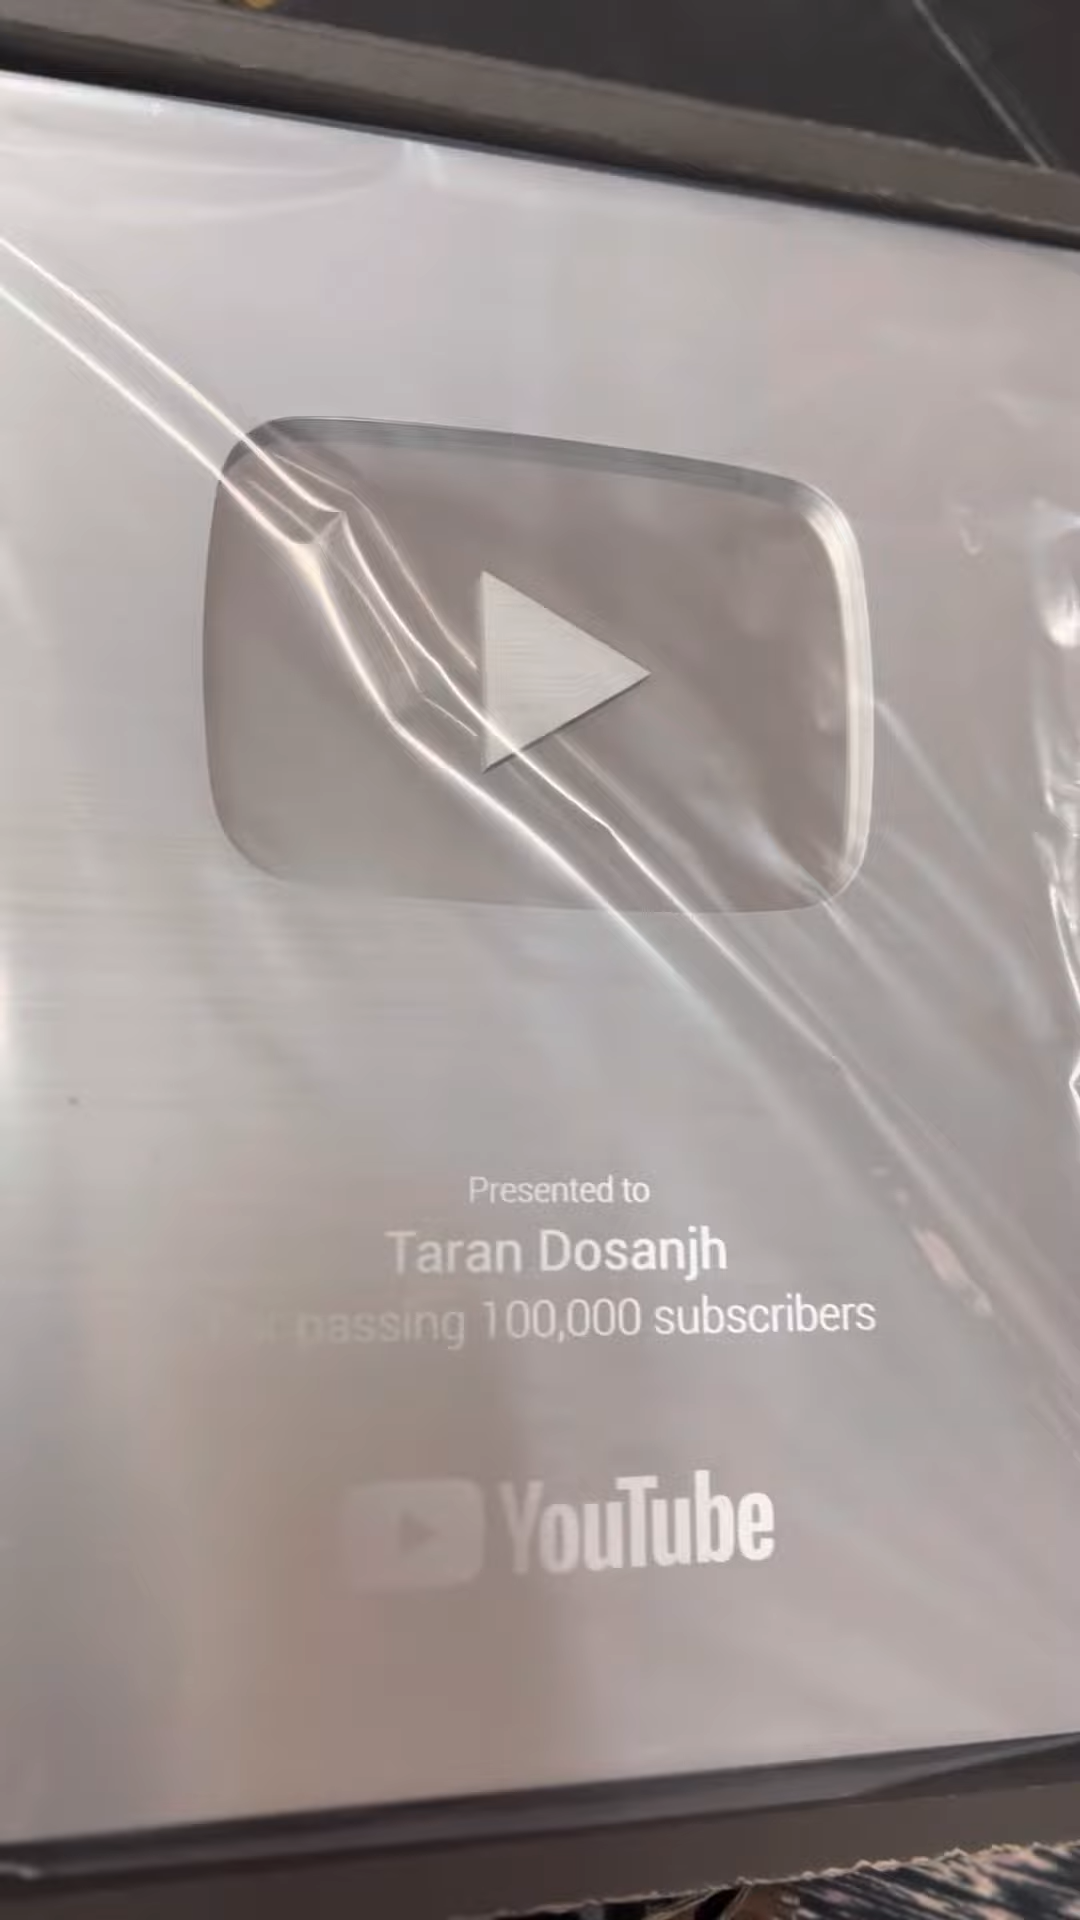 Presented to
Taran Dosanjh
passing 100,000 subscribers
YouTube